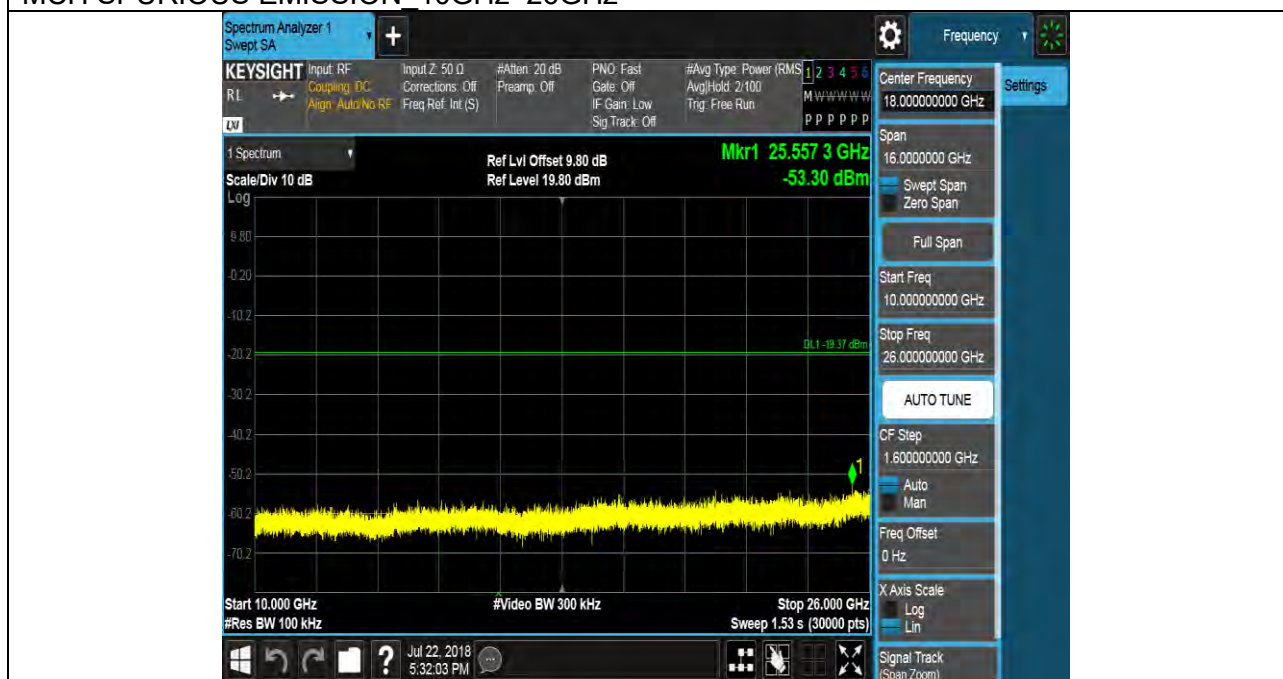 MCH SPURIOUS EMISSION_10GHz~26GHz
Spectrum Analyzer 1
Swept SA
+
Frequency
KEYSIGHT
RL
LXI
Input: RF
Coupling: DC
Align: Auto/No RF
Input Z: 50 Ω
Corrections: Off
Freq Ref: Int (S)
#Atten: 20 dB
Preamp: Off
PNO: Fast
Gate: Off
IF Gain: Low
Sig Track: Off
#Avg Type: Power (RMS
Avg|Hold: 2/100
Trig: Free Run
1 2 3 4 5 6
M W W W W W
P P P P P P
1 Spectrum
Scale/Div 10 dB
Log
Ref Lvl Offset 9.80 dB
Ref Level 19.80 dBm
Mkr1 25.557 3 GHz
-53.30 dBm
9.80
-0.20
-10.2
-20.2
-30.2
-40.2
-50.2
-60.2
-70.2
DL1 -19.37 dBm
1
Start 10.000 GHz
#Res BW 100 kHz
#Video BW 300 kHz
Stop 26.000 GHz
Sweep 1.53 s (30000 pts)
?
Jul 22, 2018
5:32:03 PM
Center Frequency
18.000000000 GHz
Settings
Span
16.0000000 GHz
Swept Span
Zero Span
Full Span
Start Freq
10.000000000 GHz
Stop Freq
26.000000000 GHz
AUTO TUNE
CF Step
1.600000000 GHz
Auto
Man
Freq Offset
0 Hz
X Axis Scale
Log
Lin
Signal Track
(Span Zoom)